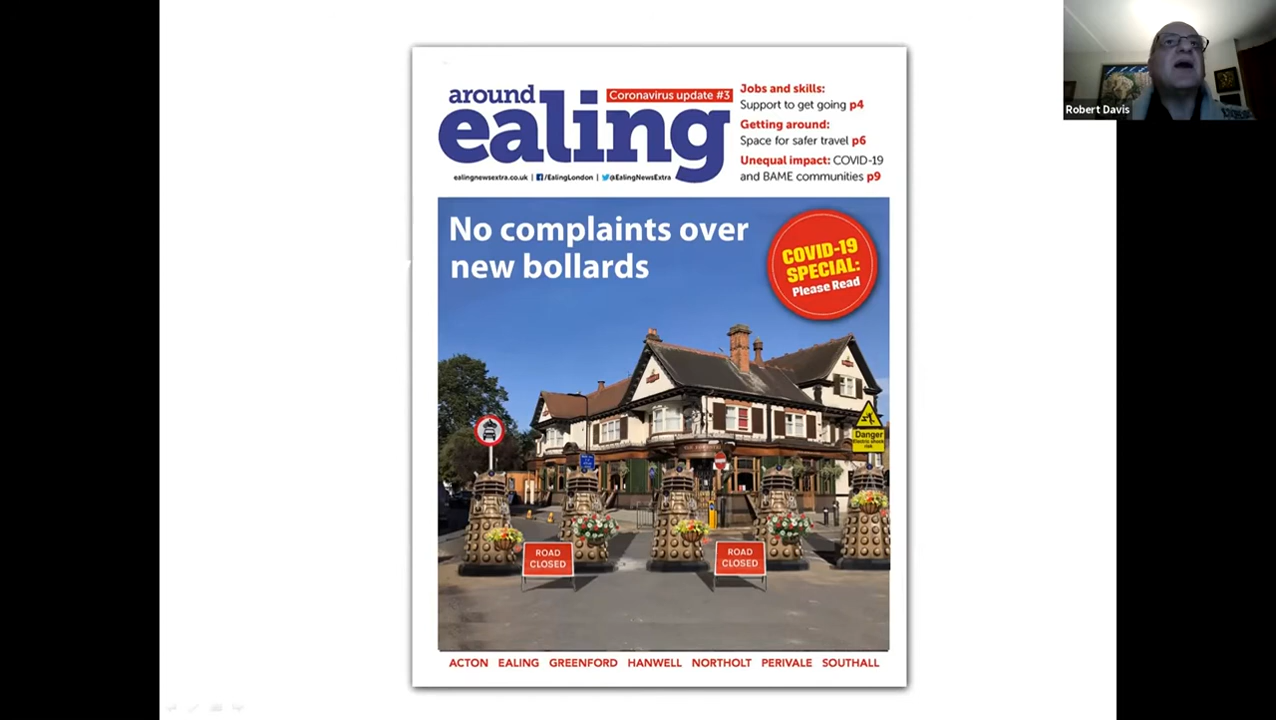 around
Coronavirus update #3
ealing
ealingnewsextra.co.uk | /EalingLondon | @EalingNewsExtra
Jobs and skills:
Support to get going p4
Getting around:
Space for safer travel p6
Unequal impact: COVID-19
and BAME communities p9
Robert Davis
No complaints over
new bollards
COVID-19
SPECIAL:
Please Read
Danger
Electric shock
risk
ROAD
CLOSED
ROAD
CLOSED
ACTON EALING GREENFORD HANWELL NORTHOLT PERIVALE SOUTHALL